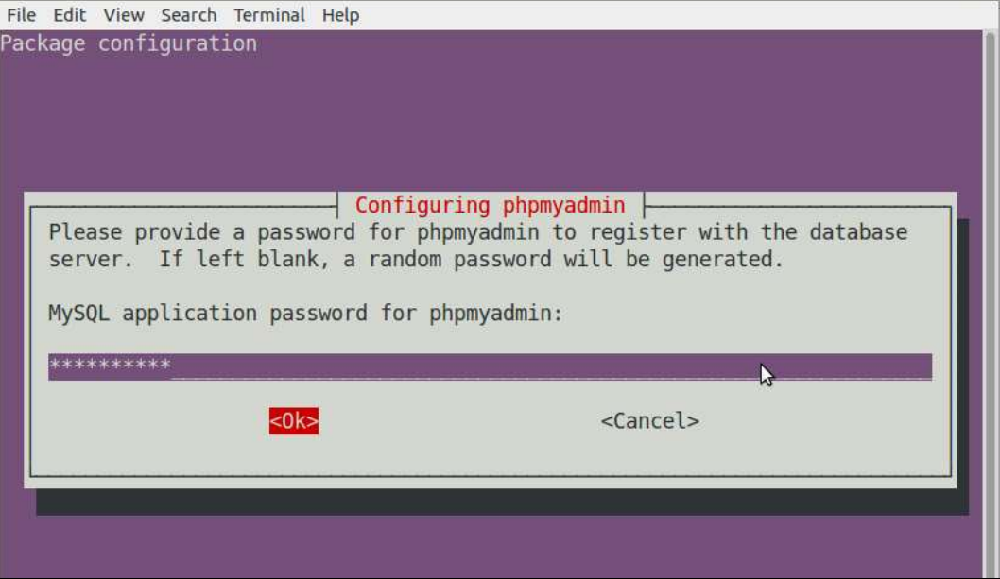 File Edit View Search Terminal Help
Package configuration
Configuring phpmyadmin
Please provide a password for phpmyadmin to register with the database
server.  If left blank, a random password will be generated.
MySQL application password for phpmyadmin:
**********
<Ok> <Cancel>